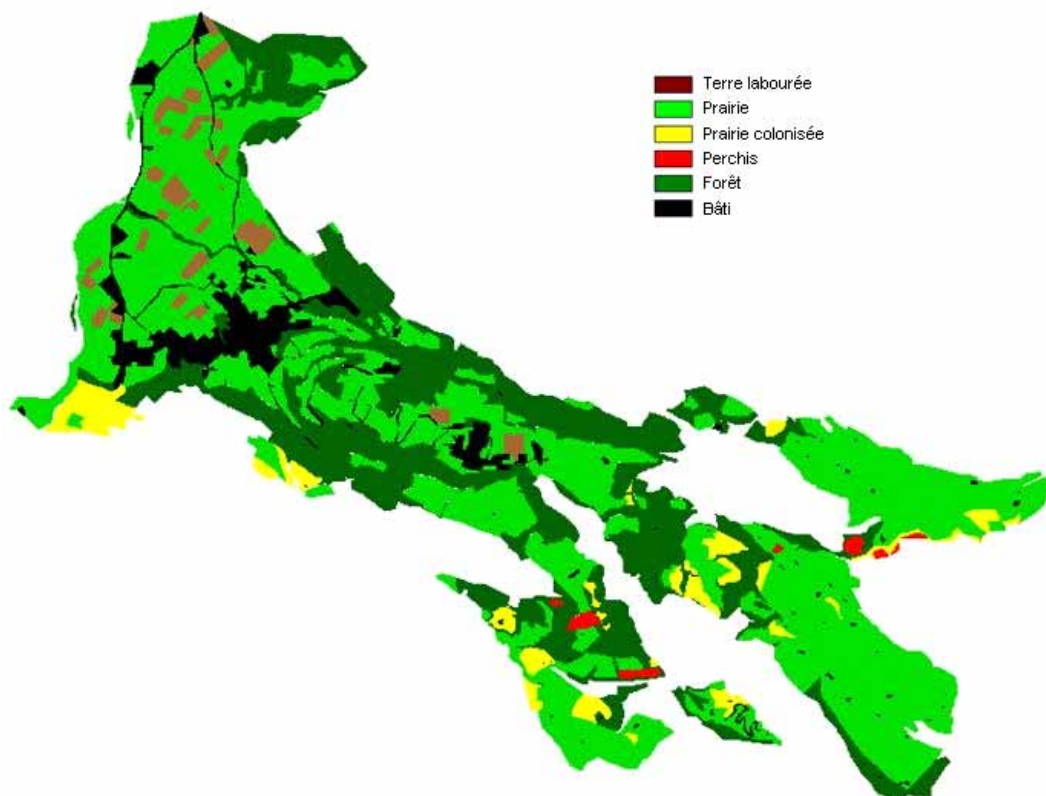 Terre labourée
Prairie
Prairie colonisée
Perchis
Forêt
Bâti